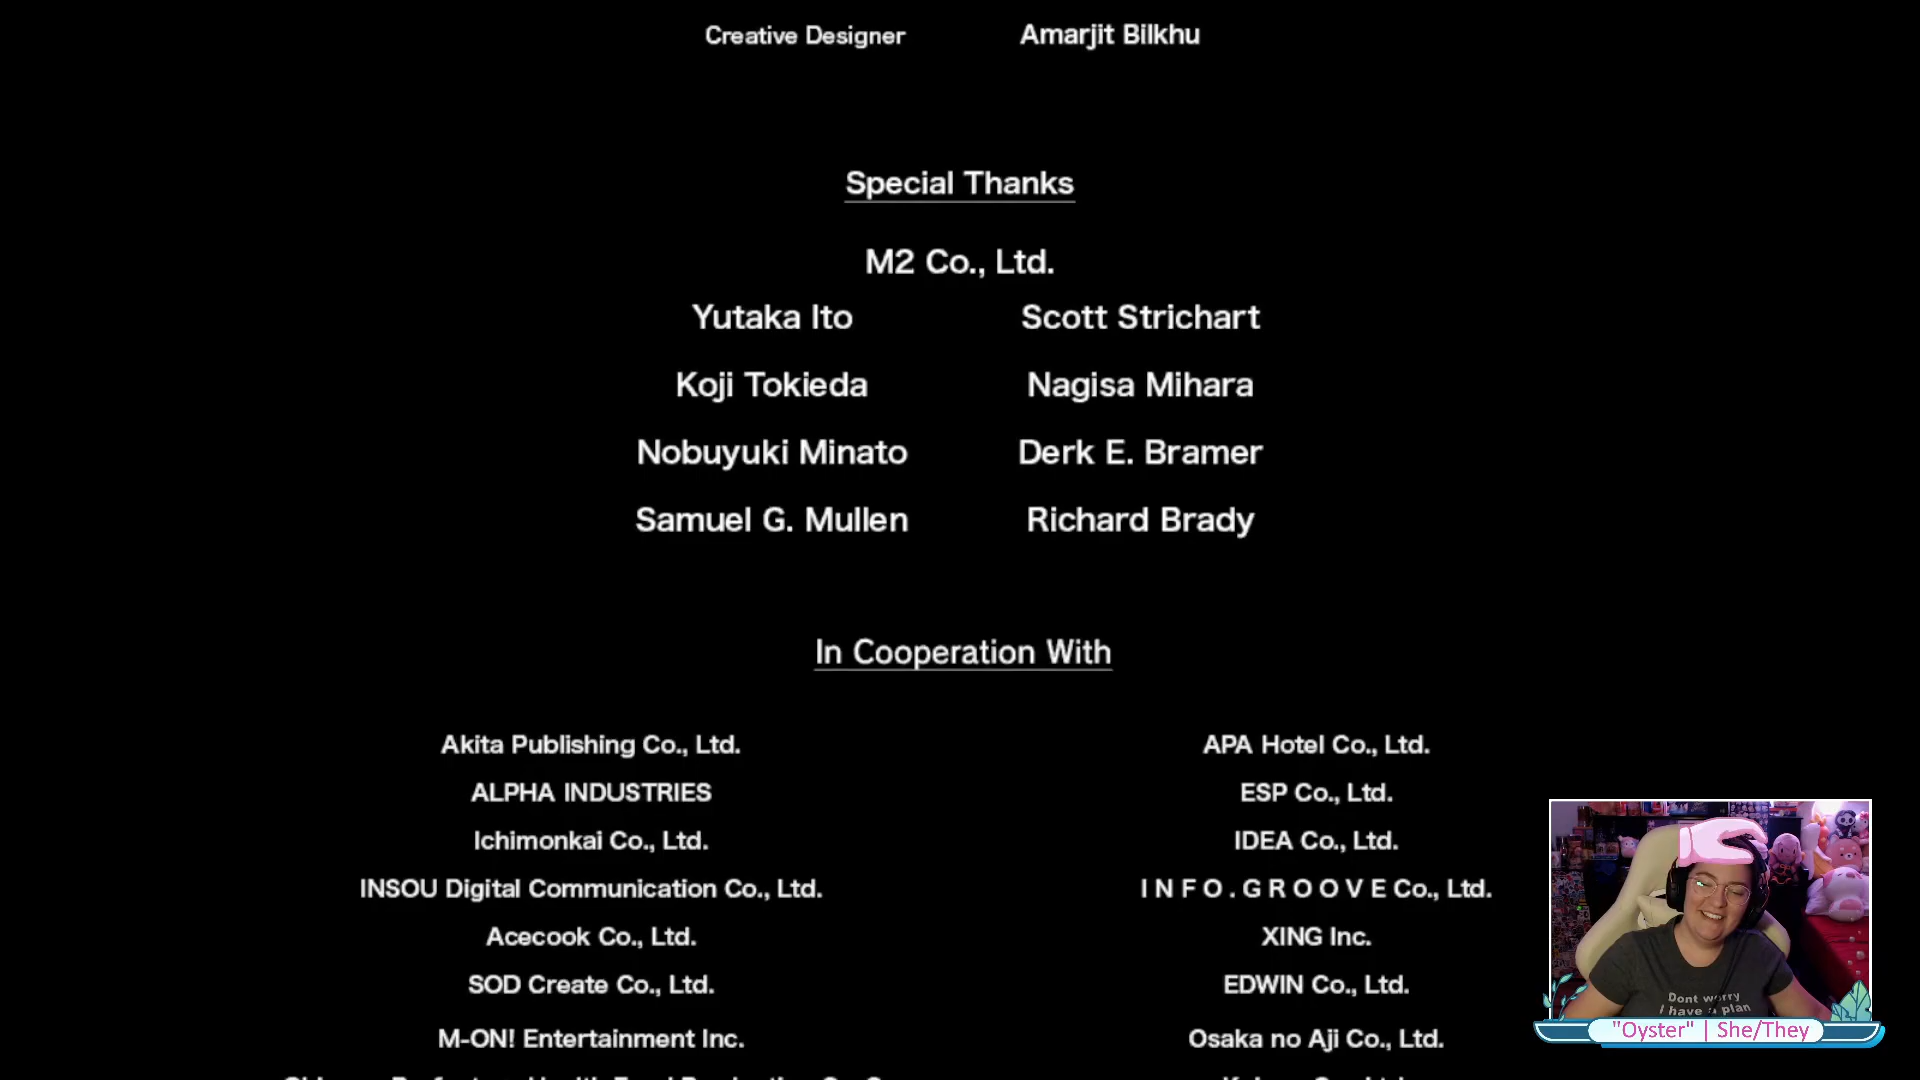 Creative Designer Amarjit Bilkhu
Special Thanks
M2 Co., Ltd.
Yutaka Ito Scott Strichart
Koji Tokieda Nagisa Mihara
Nobuyuki Minato Derk E. Bramer
Samuel G. Mullen Richard Brady
In Cooperation With
Akita Publishing Co., Ltd. APA Hotel Co., Ltd.
ALPHA INDUSTRIES ESP Co., Ltd.
Ichimonkai Co., Ltd. IDEA Co., Ltd.
INSOU Digital Communication Co., Ltd. I N F O . G R O O V E Co., Ltd.
Acecook Co., Ltd. XING Inc.
SOD Create Co., Ltd. EDWIN Co., Ltd.
M-ON! Entertainment Inc. Osaka no Aji Co., Ltd.
Dont worry
i have a plan
"Oyster" | She/They